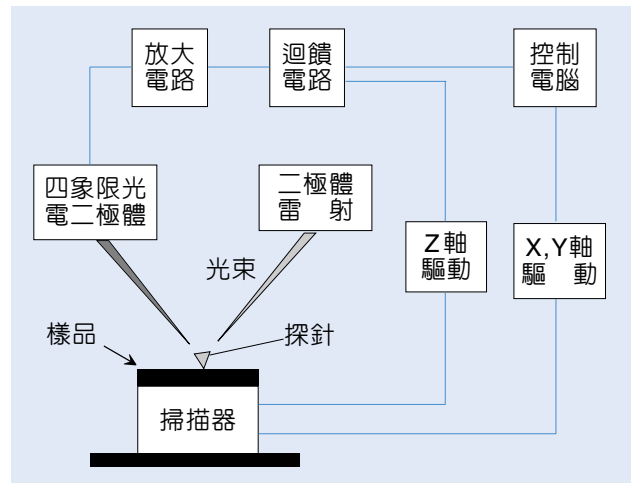 放大
電路
迴饋
電路
控制
電腦
四象限光
電二極體
二極體
雷 射
Z軸
驅動
X,Y軸
驅 動
光束
樣品
探針
掃描器